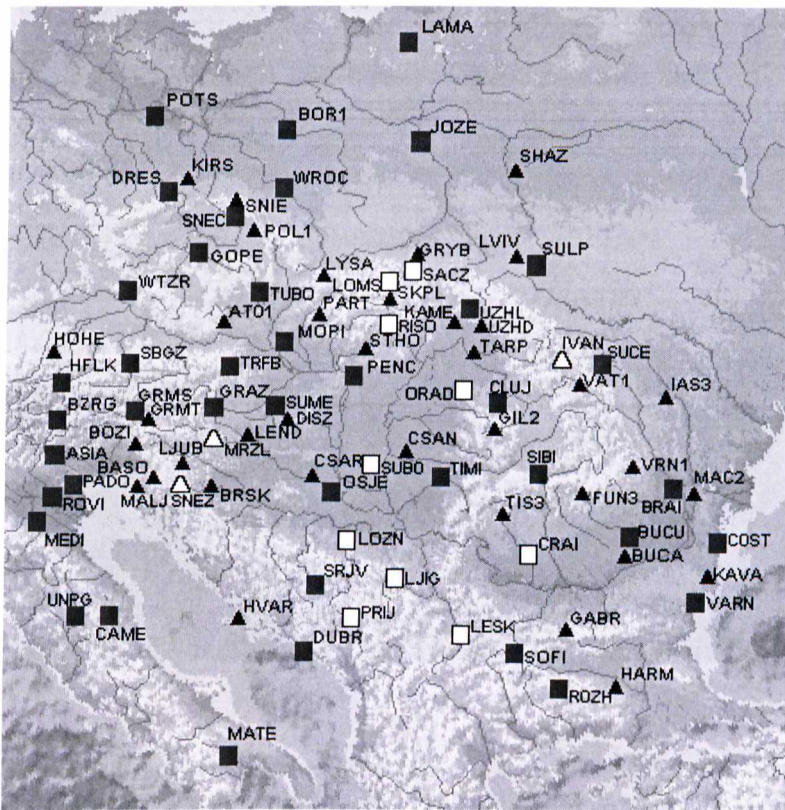 LAMA
POTS
BOR1
JOZE
SHAZ
KIRS
DRES
WROC
SNIE
SNEC
POL1
GOPE
GRYB
LVIV
SULP
LYSA
LOMS
SACZ
WTZR
TUBO
SKPL
PART
AT01
MOPI
RISO
KAME
UZHL
UZHD
HOHE
SBGZ
STHO
TARP
IVAN
SUCE
HFLK
TRFB
PENC
VAT1
IAS3
GRMS
GRAZ
SUME
ORAD
CLUJ
BZRG
GRMT
DISZ
GIL2
BOZI
LEND
MRZL
CSAN
ASIA
LJUB
BASO
CSAR
SUBO
TIMI
SIBI
VRN1
MAC2
PADO
ROVI
MALJ
SNEZ
BRSK
OSJE
TIS3
FUN3
BRAI
MEDI
LOZN
CRAI
BUCU
BUCA
COST
SRJV
LJIG
KAVA
UNPG
CAME
HVAR
PRIJ
LESK
GABR
VARN
DUBR
SOFI
ROZH
HARM
MATE